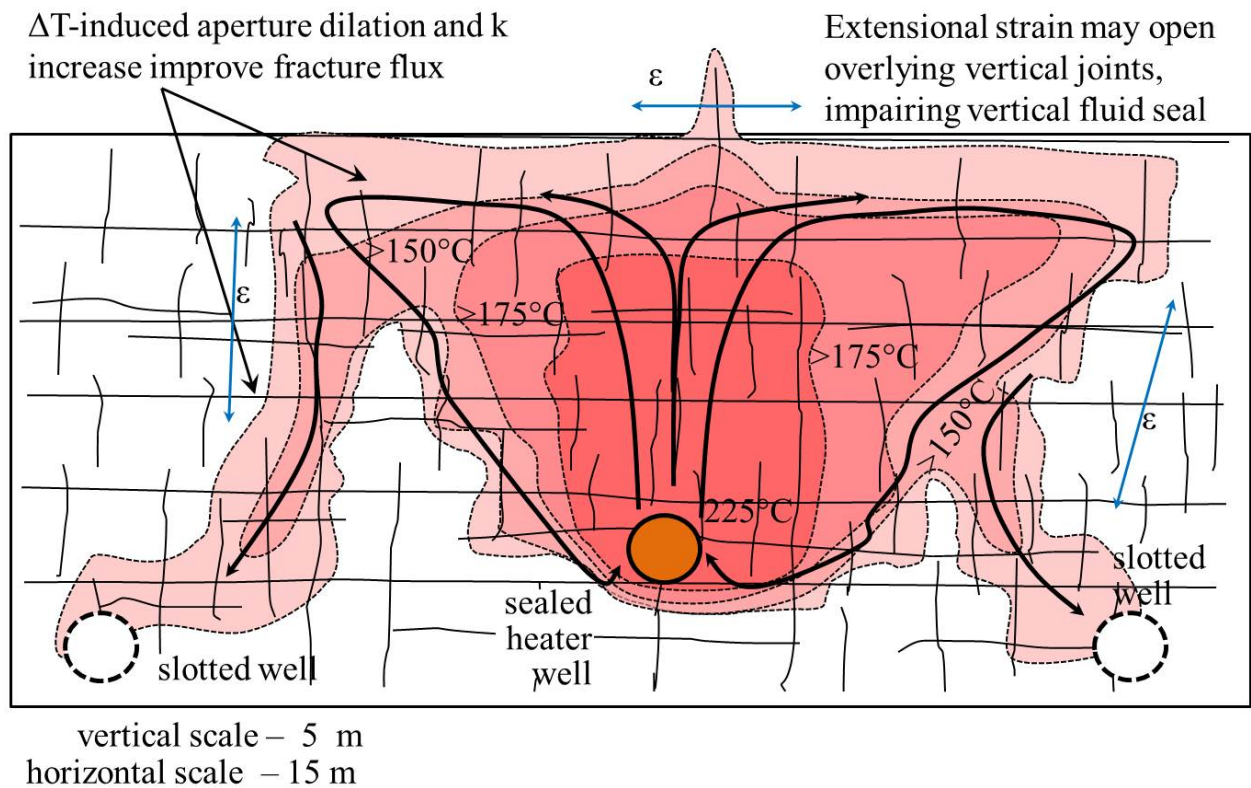 ΔT-induced aperture dilation and k
increase improve fracture flux
ε
Extensional strain may open
overlying vertical joints,
impairing vertical fluid seal
>150°C
ε
>175°C
>175°C
>150°C
ε
225°C
slotted
well
sealed
heater
well
slotted well
vertical scale – 5 m
horizontal scale – 15 m